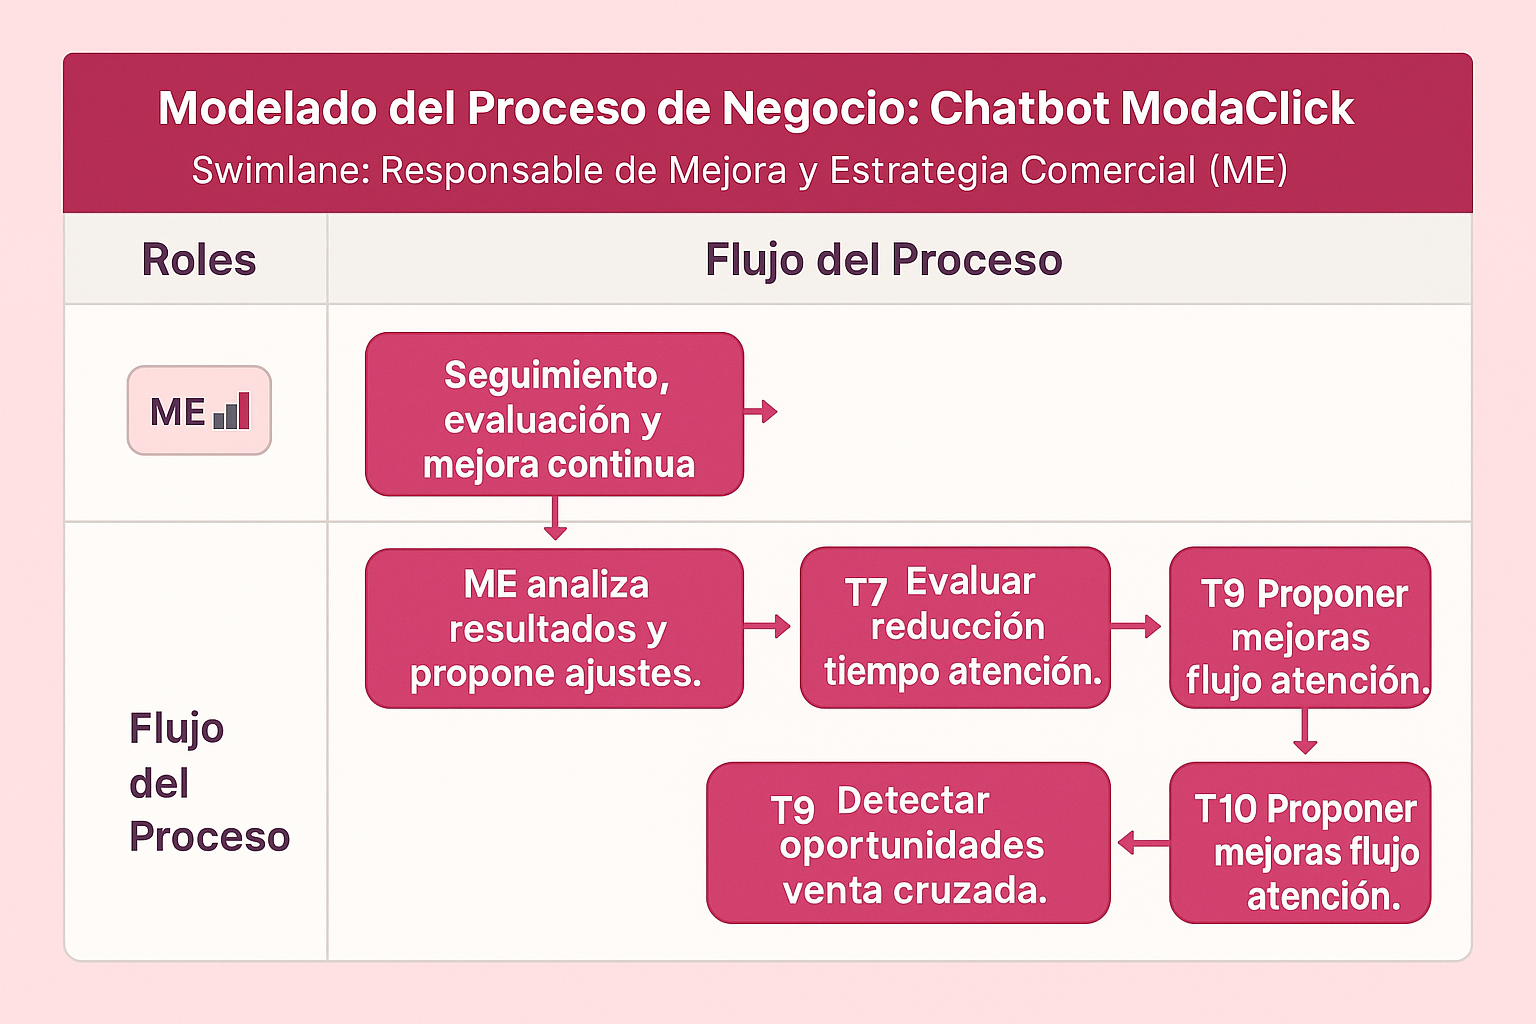 Modelado del Proceso de Negocio: Chatbot ModaClick
Swimlane: Responsable de Mejora y Estrategia Comercial (ME)
Roles
Flujo del Proceso
ME
Seguimiento,
evaluación y
mejora continua
Flujo
del
Proceso
ME analiza
resultados y
propone ajustes.
T7 Evaluar
reducción
tiempo atención.
T9 Proponer
mejoras
flujo atención.
T9 Detectar
oportunidades
venta cruzada.
T10 Proponer
mejoras flujo
atención.